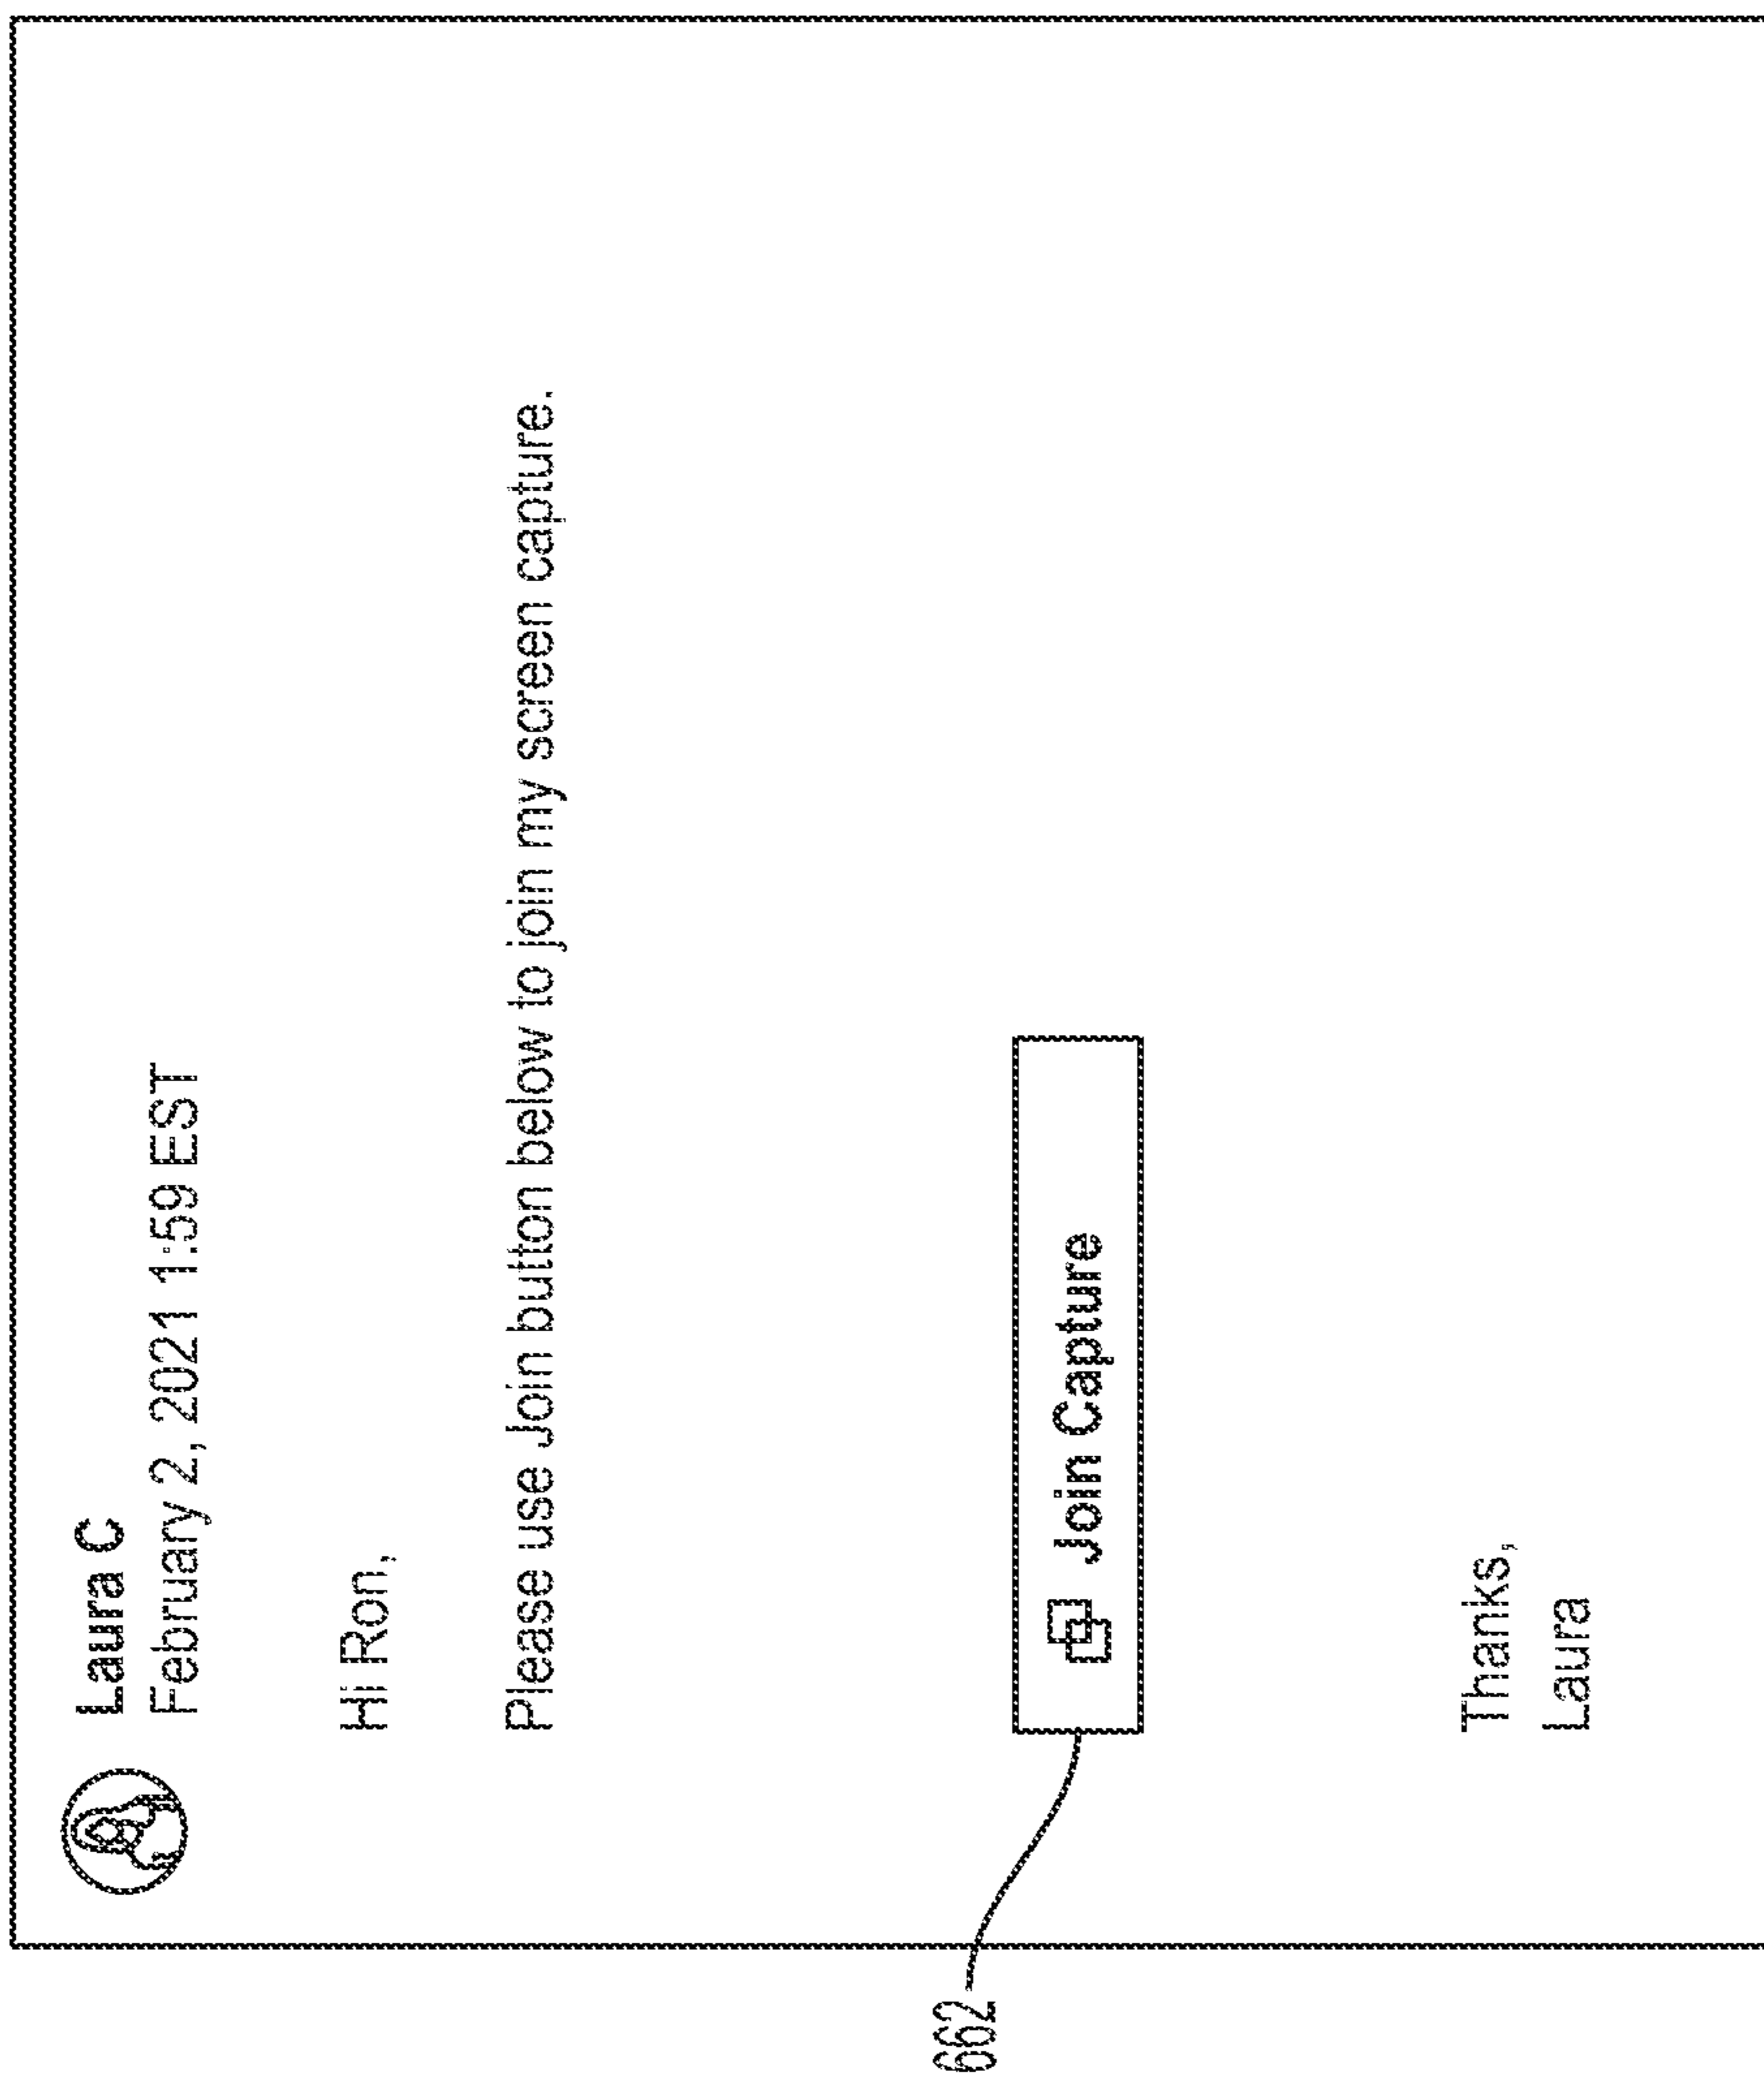 Laura C
February 2, 2021 1:59 EST
Hi Ron,
Please use Join button below to join my screen capture.
Join Capture
662
Thanks,
Laura